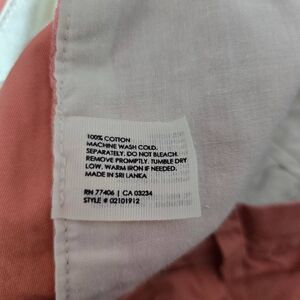 100% COTTON
MACHINE WASH COLD.
SEPARATELY. DO NOT BLEACH.
REMOVE PROMPTLY. TUMBLE DRY
LOW. WARM IRON IF NEEDED.
MADE IN SRI LANKA
RN 77406 | CA 03234
STYLE # 02101912